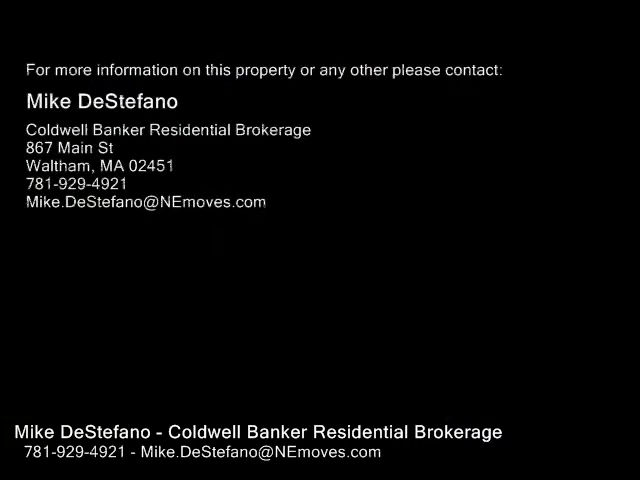 For more information on this property or any other please contact:
Mike DeStefano
Coldwell Banker Residential Brokerage
867 Main St
Waltham, MA 02451
781-929-4921
Mike.DeStefano@NEmoves.com
Mike DeStefano - Coldwell Banker Residential Brokerage
781-929-4921 - Mike.DeStefano@NEmoves.com